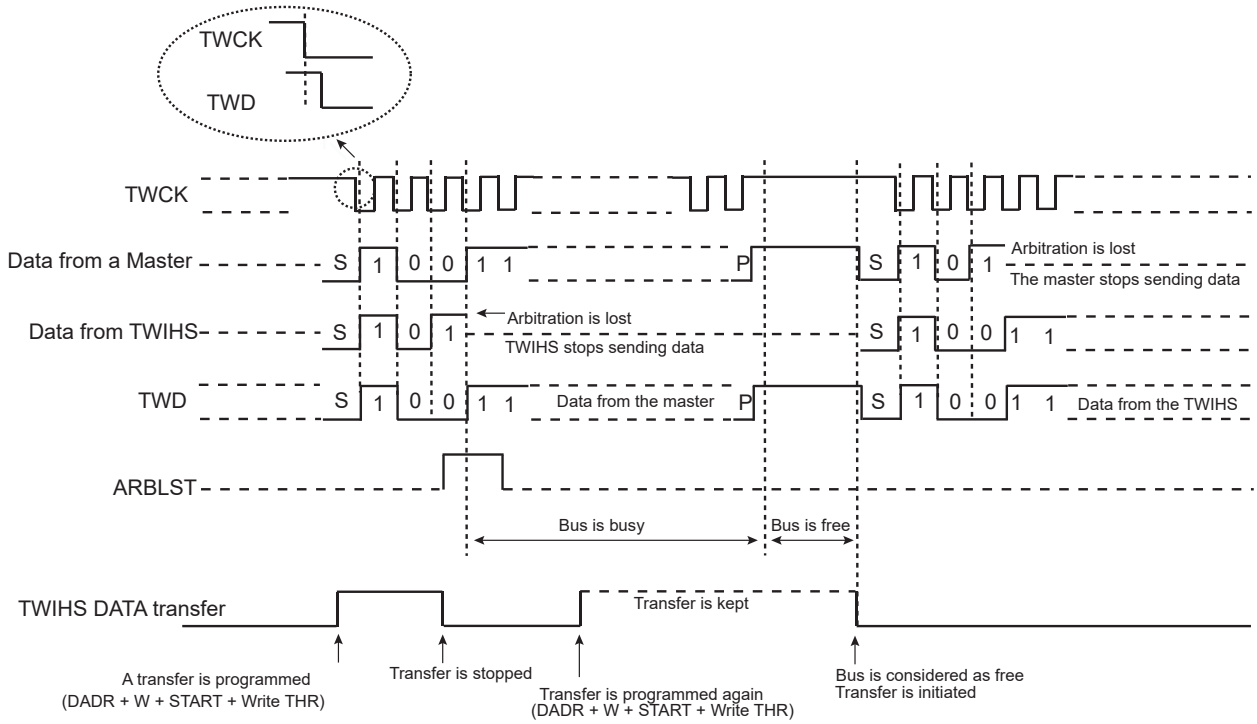 TWCK
TWD
TWCK
Data from a Master S 1 0 0 1 1 P S 1 0 1 Arbitration is lost
The master stops sending data
Data from TWIHS S 1 0 1 Arbitration is lost S 1 0 0 1 1
TWIHS stops sending data
TWD S 1 0 0 1 1 Data from the master P S 1 0 0 1 1 Data from the TWIHS
ARBLST
Bus is busy Bus is free
TWIHS DATA transfer Transfer is kept
A transfer is programmed
(DADR + W + START + Write THR)
Transfer is stopped
Transfer is programmed again
(DADR + W + START + Write THR)
Bus is considered as free
Transfer is initiated